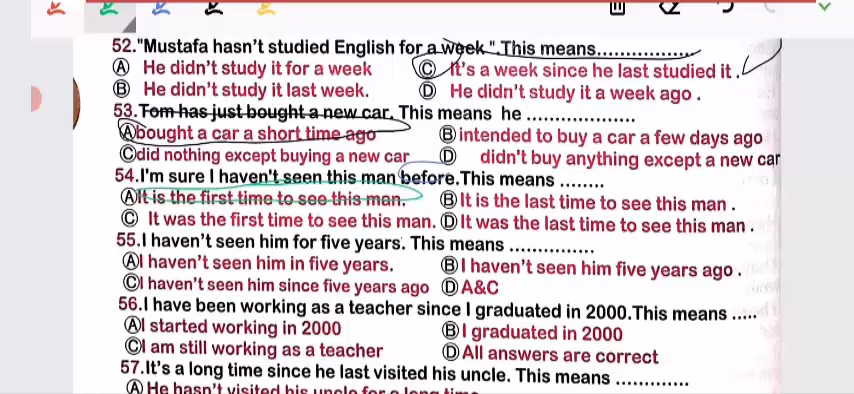 52."Mustafa hasn't studied English for a week ".This means.................
Ⓐ He didn't study it for a week Ⓒ It's a week since he last studied it .
Ⓑ He didn't study it last week. Ⓓ He didn't study it a week ago .
53.Tom has just bought a new car. This means he ...................
Ⓐbought a car a short time ago Ⓑintended to buy a car a few days ago
Ⓒdid nothing except buying a new car Ⓓ didn't buy anything except a new car
54.I'm sure I haven't seen this man before.This means ........
ⒶIt is the first time to see this man. ⒷIt is the last time to see this man .
Ⓒ It was the first time to see this man. ⒹIt was the last time to see this man .
55.I haven't seen him for five years. This means ...............
ⒶI haven't seen him in five years. ⒷI haven't seen him five years ago .
ⒸI haven't seen him since five years ago ⒹA&C
56.I have been working as a teacher since I graduated in 2000.This means .....
ⒶI started working in 2000 ⒷI graduated in 2000
ⒸI am still working as a teacher ⒹAll answers are correct
57.It's a long time since he last visited his uncle. This means .............
ⒶHe hasn't visited his uncle for a long time